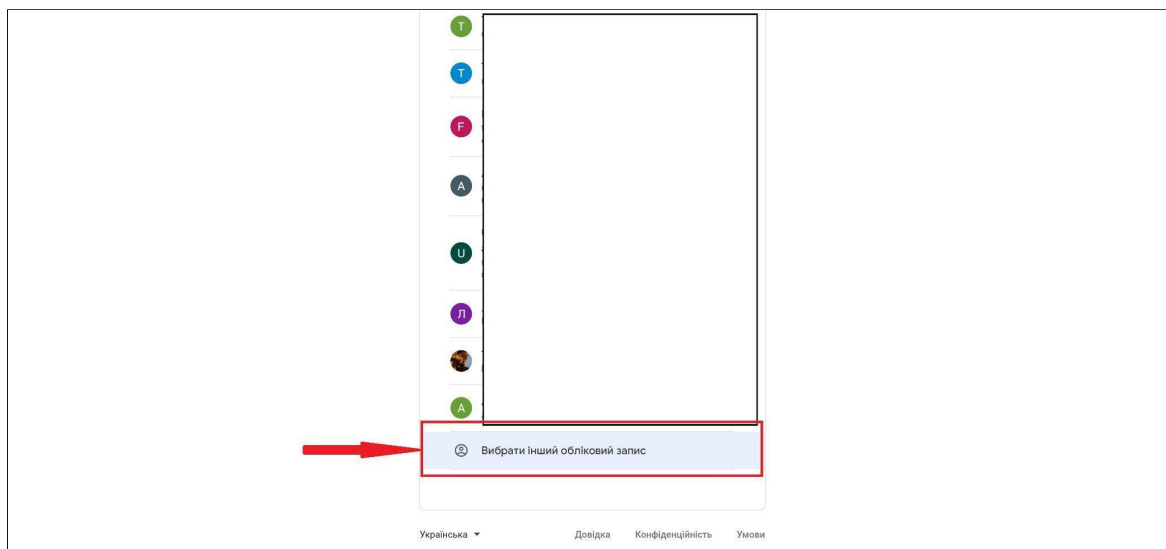 T
T
F
A
U
Л
A
Вибрати інший обліковий запис
Українська Довідка Конфіденційність Умови